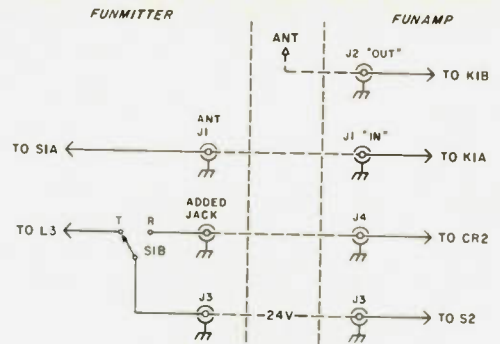 FUNMITTER
FUNAMP
ANT
J2 "OUT"
TO K1B
ANT
J1
J1 "IN"
TO S1A
TO K1A
ADDED
JACK
J4
TO L3
T
R
S1B
TO CR2
J3
24V
J3
TO S2